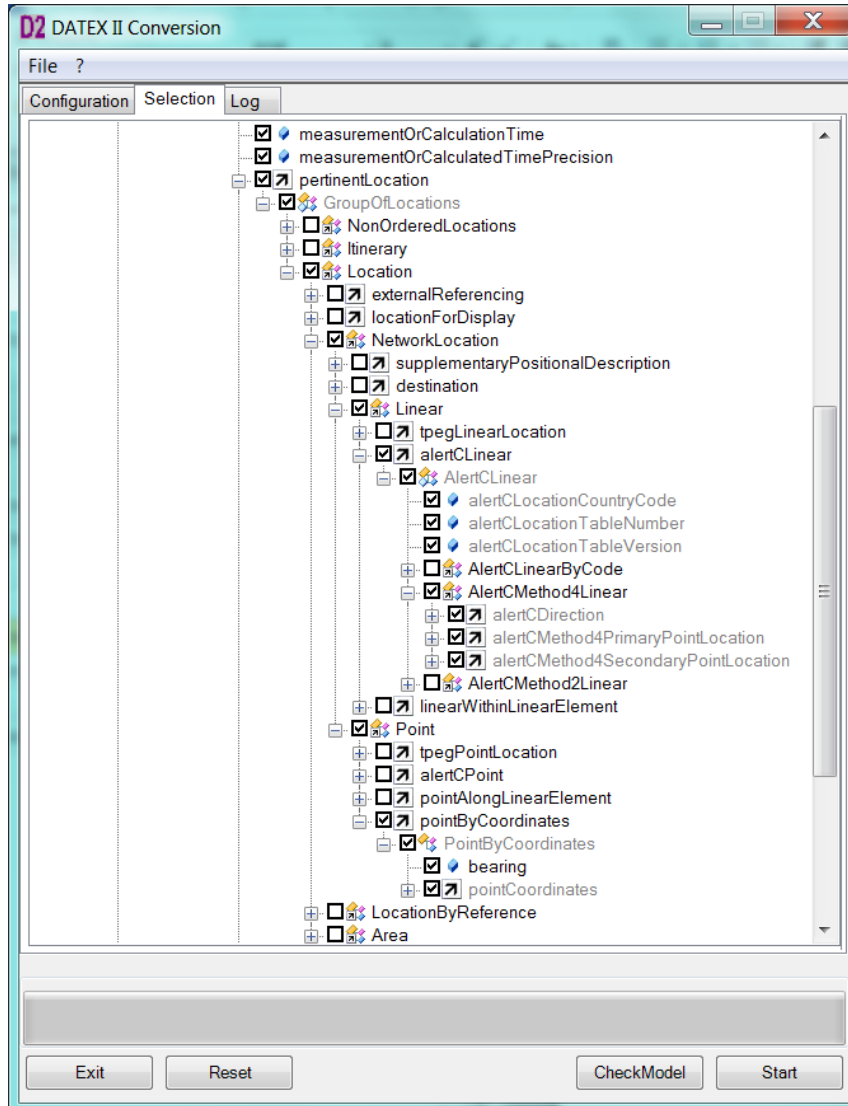 D2 DATEX II Conversion
X
File ?
Configuration Selection Log
measurementOrCalculationTime
measurementOrCalculatedTimePrecision
pertinentLocation
GroupOfLocations
NonOrderedLocations
Itinerary
Location
externalReferencing
locationForDisplay
NetworkLocation
supplementaryPositionalDescription
destination
Linear
tpegLinearLocation
alertCLinear
AlertCLinear
alertCLocationCountryCode
alertCLocationTableNumber
alertCLocationTableVersion
AlertCLinearByCode
AlertCMethod4Linear
alertCDirection
alertCMethod4PrimaryPointLocation
alertCMethod4SecondaryPointLocation
AlertCMethod2Linear
linearWithinLinearElement
Point
tpegPointLocation
alertCPoint
pointAlongLinearElement
pointByCoordinates
PointByCoordinates
bearing
pointCoordinates
LocationByReference
Area
Exit Reset CheckModel Start